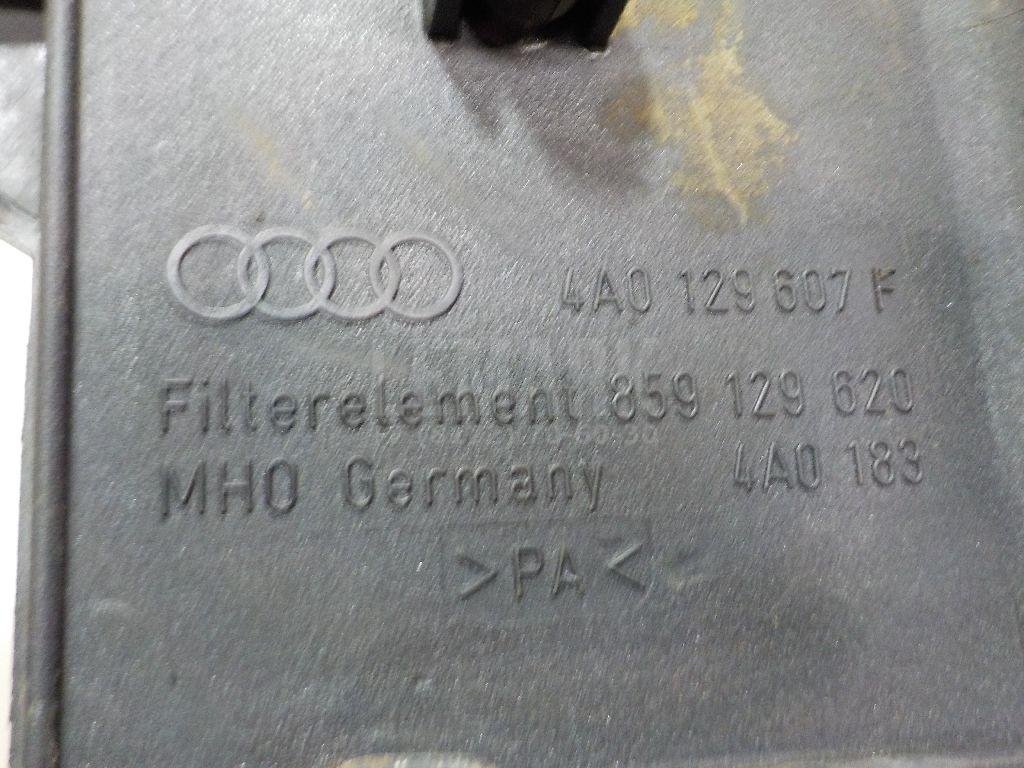 4A0 129 607 F
Filterelement 859 129 620
MHO Germany 4A0 183
>PA<